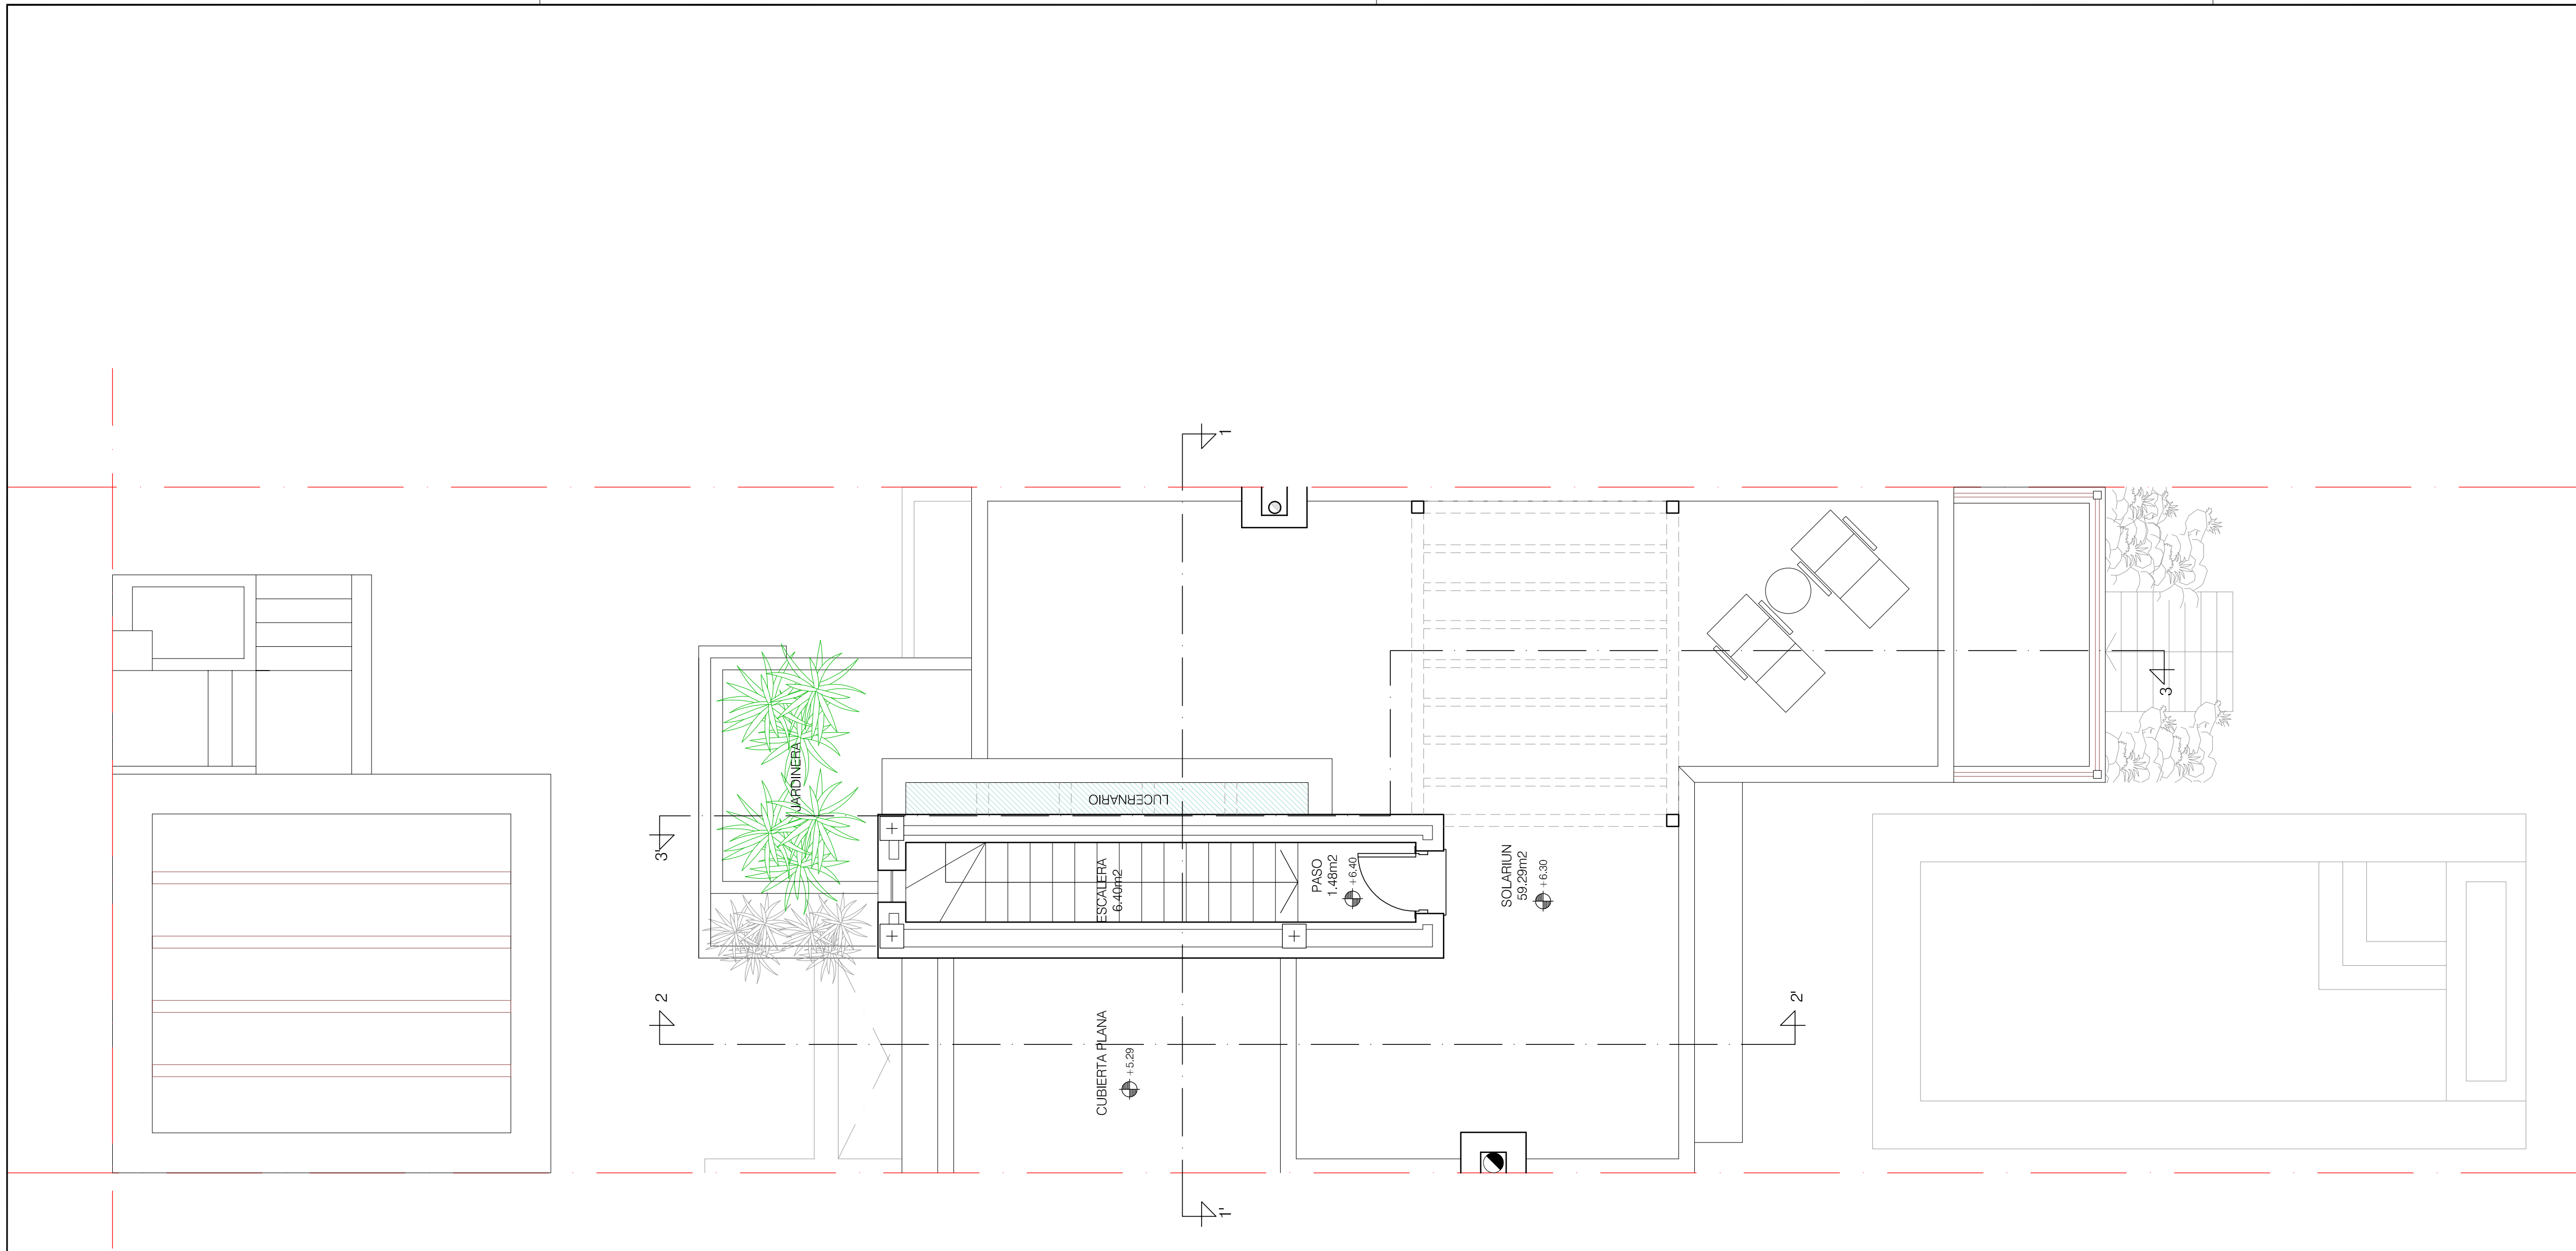 1
JARDINERA
LUCERNARIO
3
3'
ESCALERA
6.40m2
PASO
1.48m2
+6.40
SOLARIUN
59.29m2
+6.30
2
2'
CUBIERTA PLANA
+5.29
1'